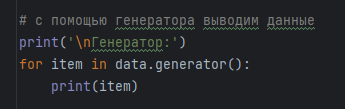 # с помощью генератора выводим данные
print('\nГенератор:')
for item in data.generator():
    print(item)